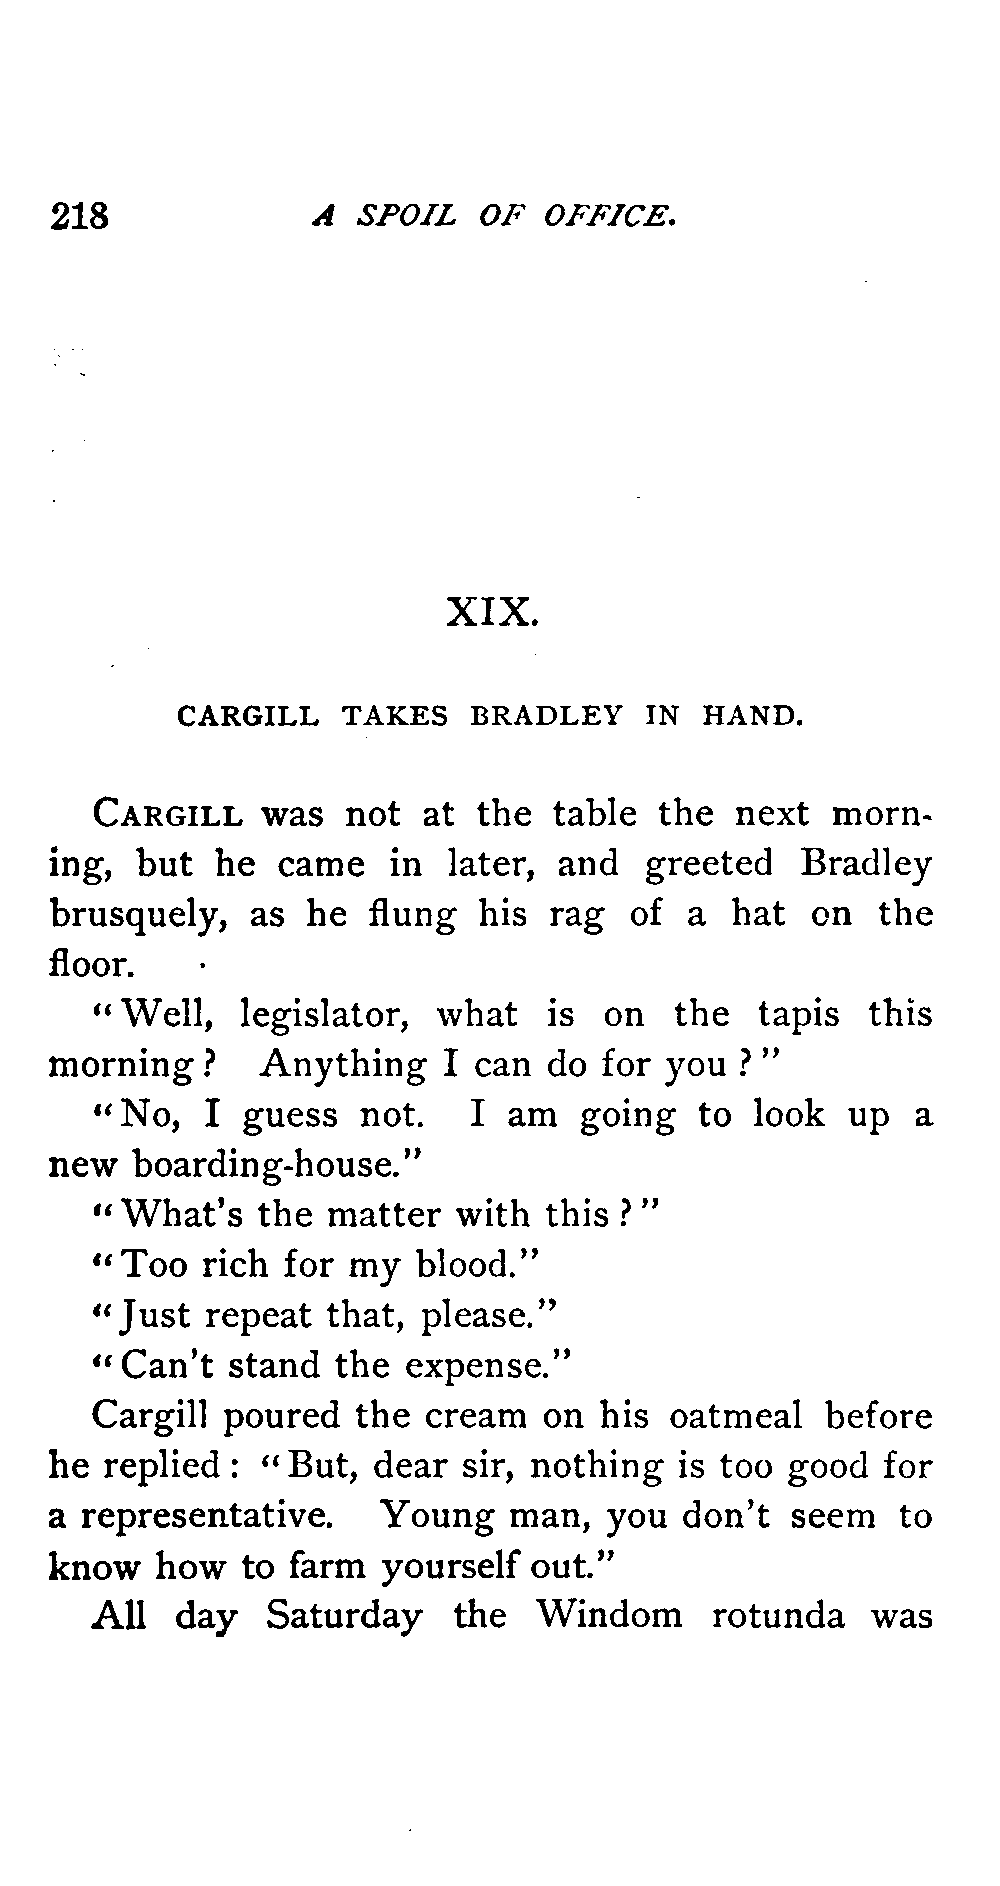 218 A SPOIL OF OFFICE.
XIX.
CARGILL TAKES BRADLEY IN HAND.
CARGILL was not at the table the next morn-
ing, but he came in later, and greeted Bradley
brusquely, as he flung his rag of a hat on the
floor.
"Well, legislator, what is on the tapis this
morning? Anything I can do for you?"
"No, I guess not. I am going to look up a
new boarding-house."
"What's the matter with this?"
"Too rich for my blood."
"Just repeat that, please."
"Can't stand the expense."
Cargill poured the cream on his oatmeal before
he replied: "But, dear sir, nothing is too good for
a representative. Young man, you don't seem to
know how to farm yourself out."
All day Saturday the Windom rotunda was